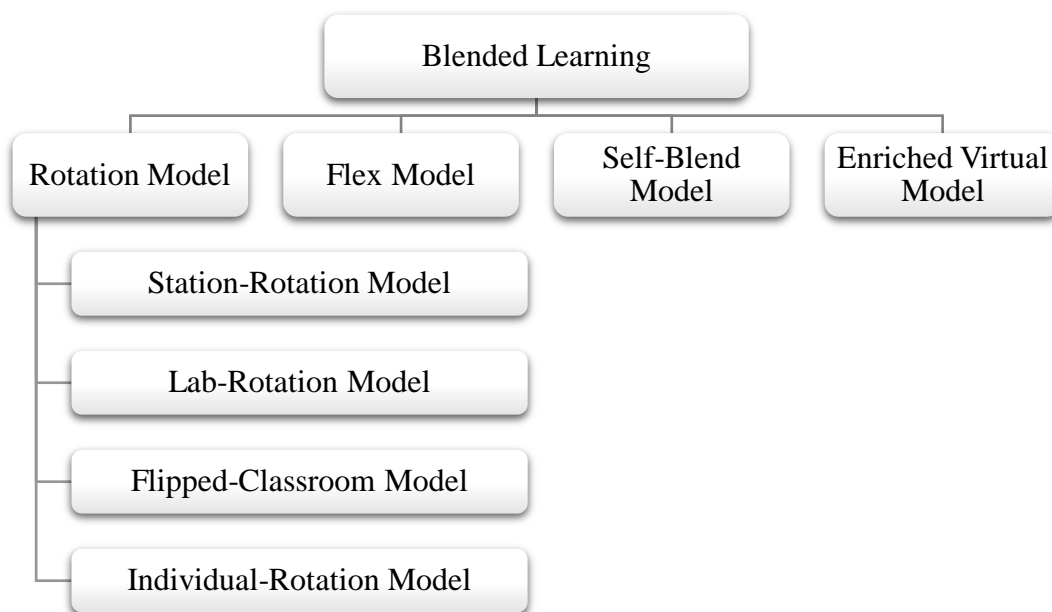 Blended Learning
Rotation Model
Flex Model
Self-Blend
Model
Enriched Virtual
Model
Station-Rotation Model
Lab-Rotation Model
Flipped-Classroom Model
Individual-Rotation Model